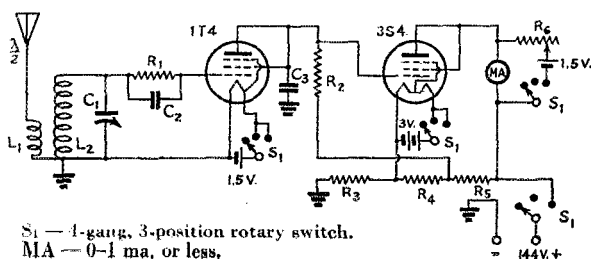 1T4
3S4
R₆
λ/2
R₁
C₃
R₂
MA
1.5 V.
S₁
C₁
C₂
L₁
L₂
S₁
1.5 V.
3V.
S₁
R₃
R₄
R₅
S₁
144V. +
S₁ — 4-gang, 3-position rotary switch.
MA — 0-1 ma. or less.